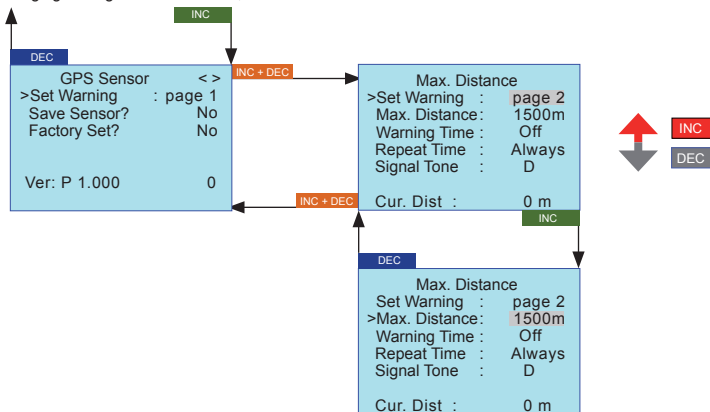 INC
DEC
GPS Sensor < >
>Set Warning : page 1
Save Sensor? No
Factory Set? No
Ver: P 1.000 0
INC + DEC
Max. Distance
>Set Warning : page 2
Max. Distance: 1500m
Warning Time : Off
Repeat Time : Always
Signal Tone : D
Cur. Dist : 0 m
INC
DEC
INC + DEC
INC
DEC
Max. Distance
Set Warning : page 2
>Max. Distance: 1500m
Warning Time : Off
Repeat Time : Always
Signal Tone : D
Cur. Dist : 0 m